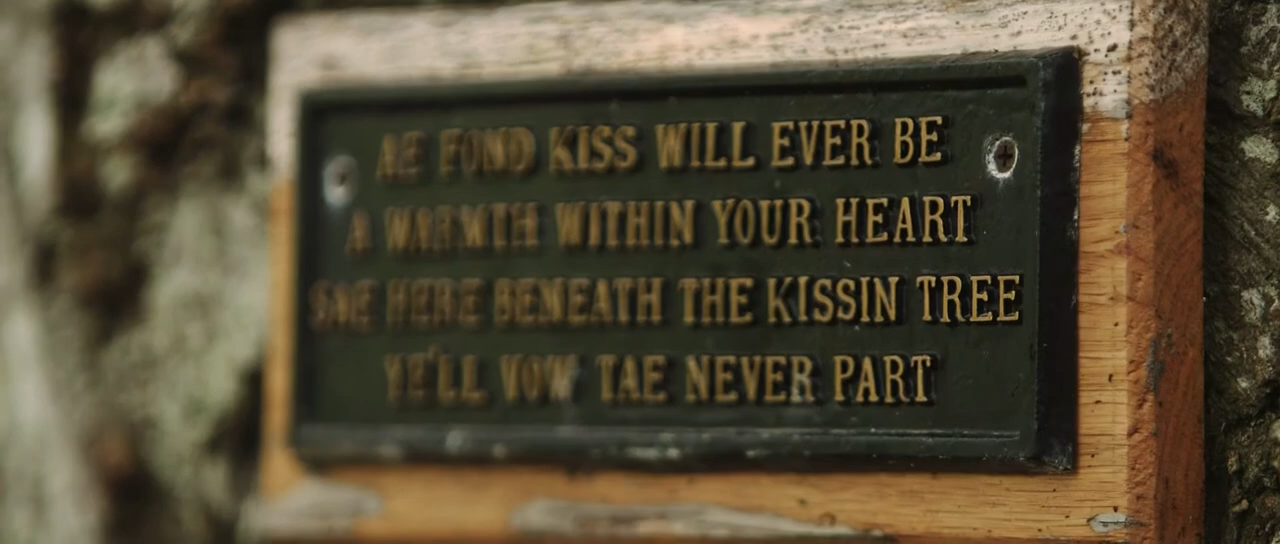 AE FOND KISS WILL EVER BE
A WARMTH WITHIN YOUR HEART
SAE HERE BENEATH THE KISSIN TREE
YE'LL VOW TAE NEVER PART